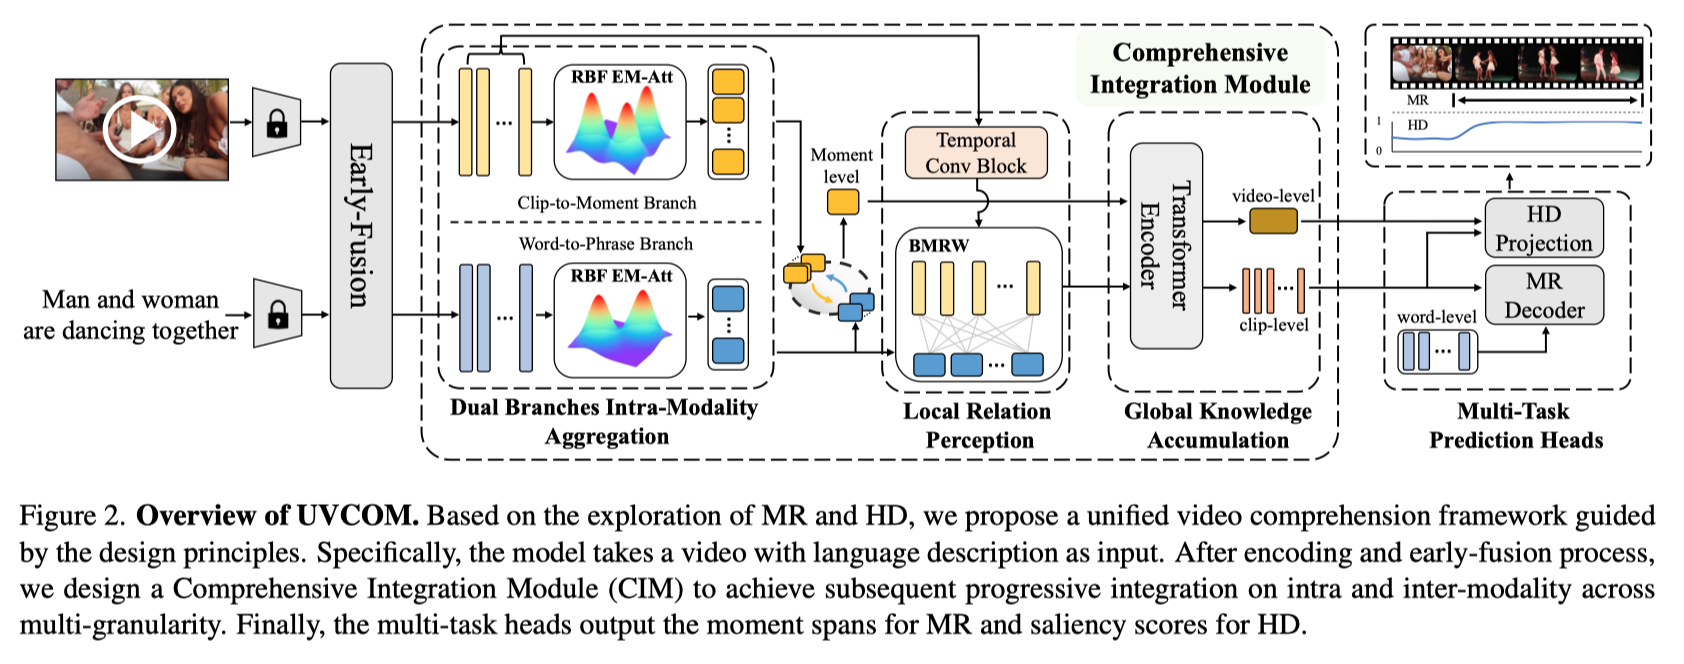 Man and woman
are dancing together
Early-Fusion
RBF EM-Att
...
Clip-to-Moment Branch
Word-to-Phrase Branch
RBF EM-Att
...
Dual Branches Intra-Modality
Aggregation
Moment
level
Temporal
Conv Block
BMRW
...
...
Local Relation
Perception
Comprehensive
Integration Module
Transformer
Encoder
video-level
...
clip-level
Global Knowledge
Accumulation
MR
1
HD
0
HD
Projection
MR
Decoder
word-level
...
Multi-Task
Prediction Heads
Figure 2. Overview of UVCOM. Based on the exploration of MR and HD, we propose a unified video comprehension framework guided
by the design principles. Specifically, the model takes a video with language description as input. After encoding and early-fusion process,
we design a Comprehensive Integration Module (CIM) to achieve subsequent progressive integration on intra and inter-modality across
multi-granularity. Finally, the multi-task heads output the moment spans for MR and saliency scores for HD.